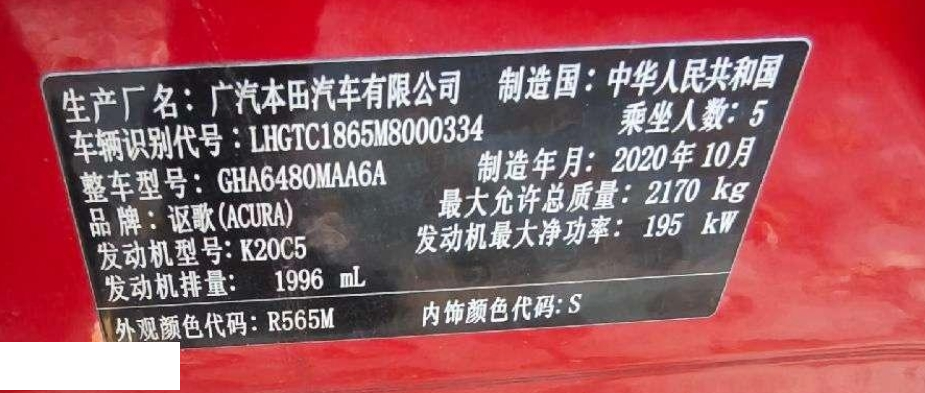 生产厂名：广汽本田汽车有限公司 制造国：中华人民共和国
车辆识别代号：LHGTC1865M8000334 乘坐人数：5
整车型号：GHA6480MAA6A 制造年月：2020年10月
品牌：讴歌(ACURA) 最大允许总质量：2170 kg
发动机型号：K20C5 发动机最大净功率：195 kW
发动机排量：1996 mL
外观颜色代码：R565M 内饰颜色代码：S